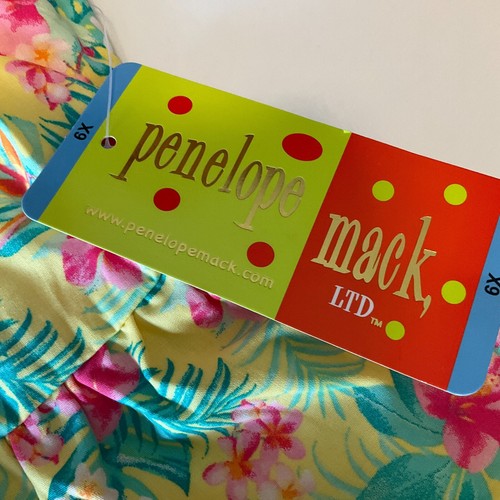 6X
penelope
www.penelopemack.com
mack,
LTD™
6X